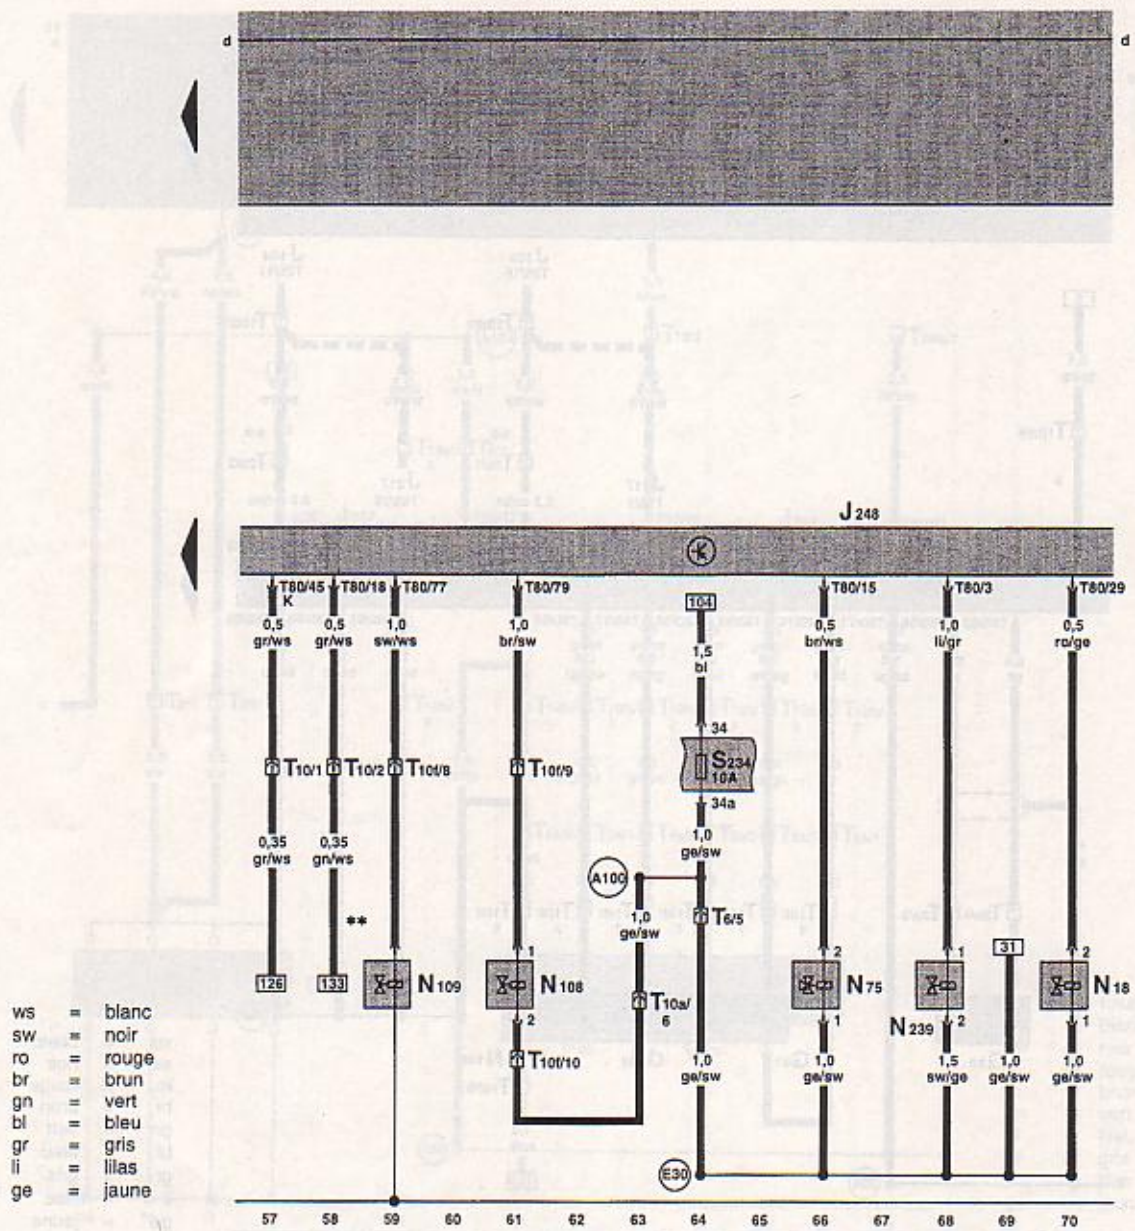 d d
J 248
K
T80/45 T80/18 T80/77 T80/79 T80/15 T80/3 T80/29
K
104
0,5 0,5 1,0 1,0 0,5 1,0 0,5
gr/ws gr/ws sw/ws br/sw br/ws li/gr ro/ge
1,5
bl
34
T10/1 T10/2 T10f/8 T10f/9 S234
10A
34a
0,35 0,35 1,0
gr/ws gn/ws ge/sw
A100
** 1,0 T6/5
ge/sw
1 2 1 31 2
126 133 N109 N108 N75 N18
T10a/
6
2 1 N239 2 1
T10f/10 1,0 1,0 1,5 1,0 1,0
ge/sw ge/sw sw/ge ge/sw ge/sw
E30
ws = blanc
sw = noir
ro = rouge
br = brun
gn = vert
bl = bleu
gr = gris
li = lilas
ge = jaune
57 58 59 60 61 62 63 64 65 66 67 68 69 70